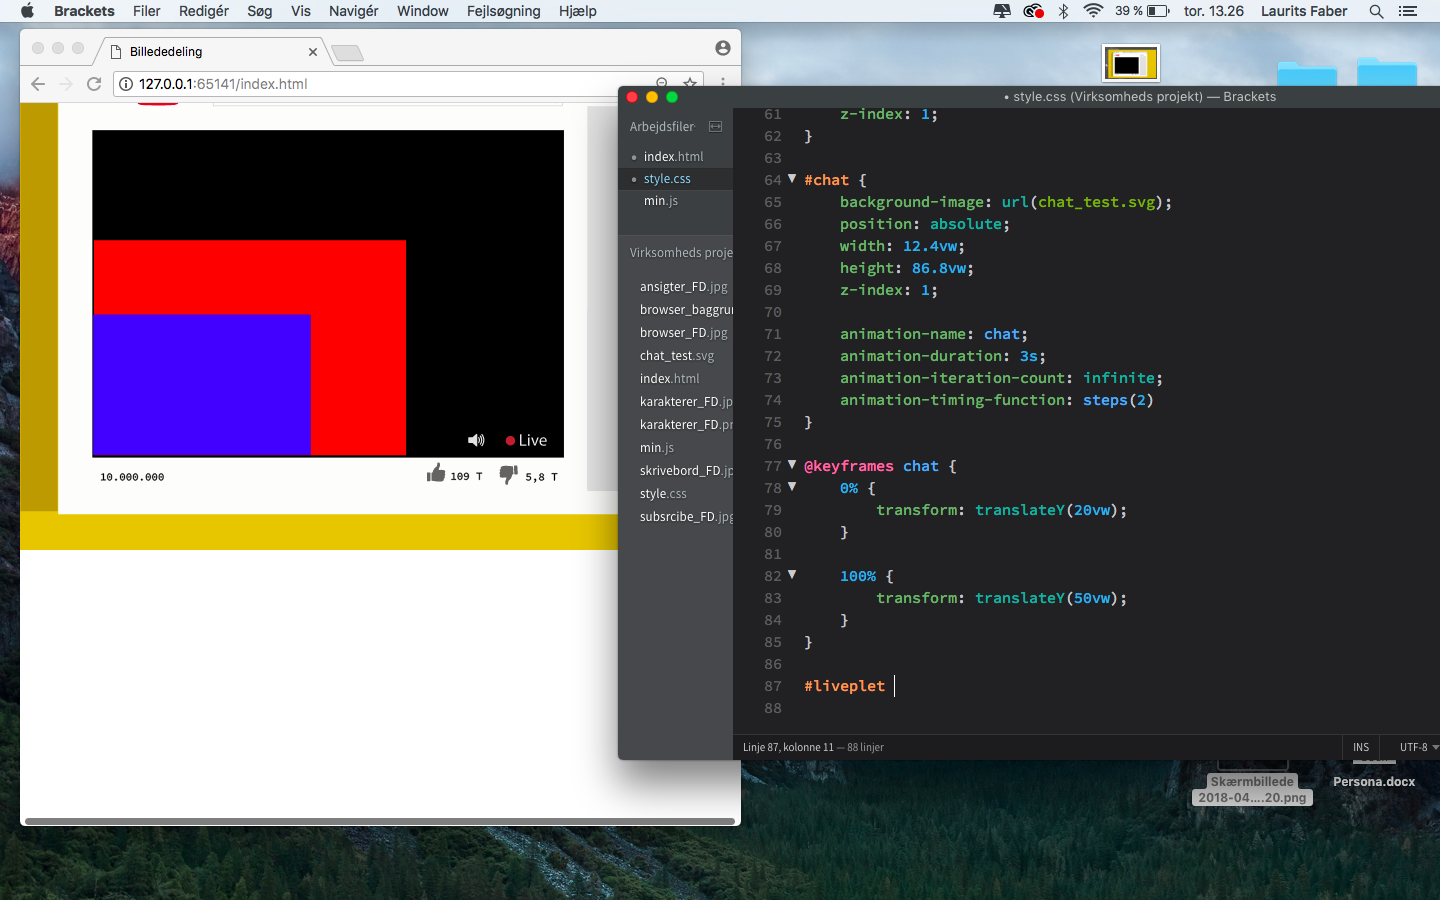 Brackets Filer Redigér Søg Vis Navigér Window Fejlsøgning Hjælp 39 % tor. 13.26 Laurits Faber
Billededeling
127.0.0.1:65141/index.html
Live
10.000.000 109 T 5,8 T
• style.css (Virksomheds projekt) — Brackets
Arbejdsfiler
index.html
style.css
min.js
Virksomheds proje
ansigter_FD.jpg
browser_baggru
browser_FD.jpg
chat_test.svg
index.html
karakterer_FD.jp
karakterer_FD.pr
min.js
skrivebord_FD.jp
style.css
subsrcibe_FD.jpg
61 z-index: 1;
62 }
63
64 #chat {
65 background-image: url(chat_test.svg);
66 position: absolute;
67 width: 12.4vw;
68 height: 86.8vw;
69 z-index: 1;
70
71 animation-name: chat;
72 animation-duration: 3s;
73 animation-iteration-count: infinite;
74 animation-timing-function: steps(2)
75 }
76
77 @keyframes chat {
78 0% {
79 transform: translateY(20vw);
80 }
81
82 100% {
83 transform: translateY(50vw);
84 }
85 }
86
87 #liveplet
88
Linje 87, kolonne 11 — 88 linjer INS UTF-8
Skærmbillede
2018-04....20.png
Persona.docx